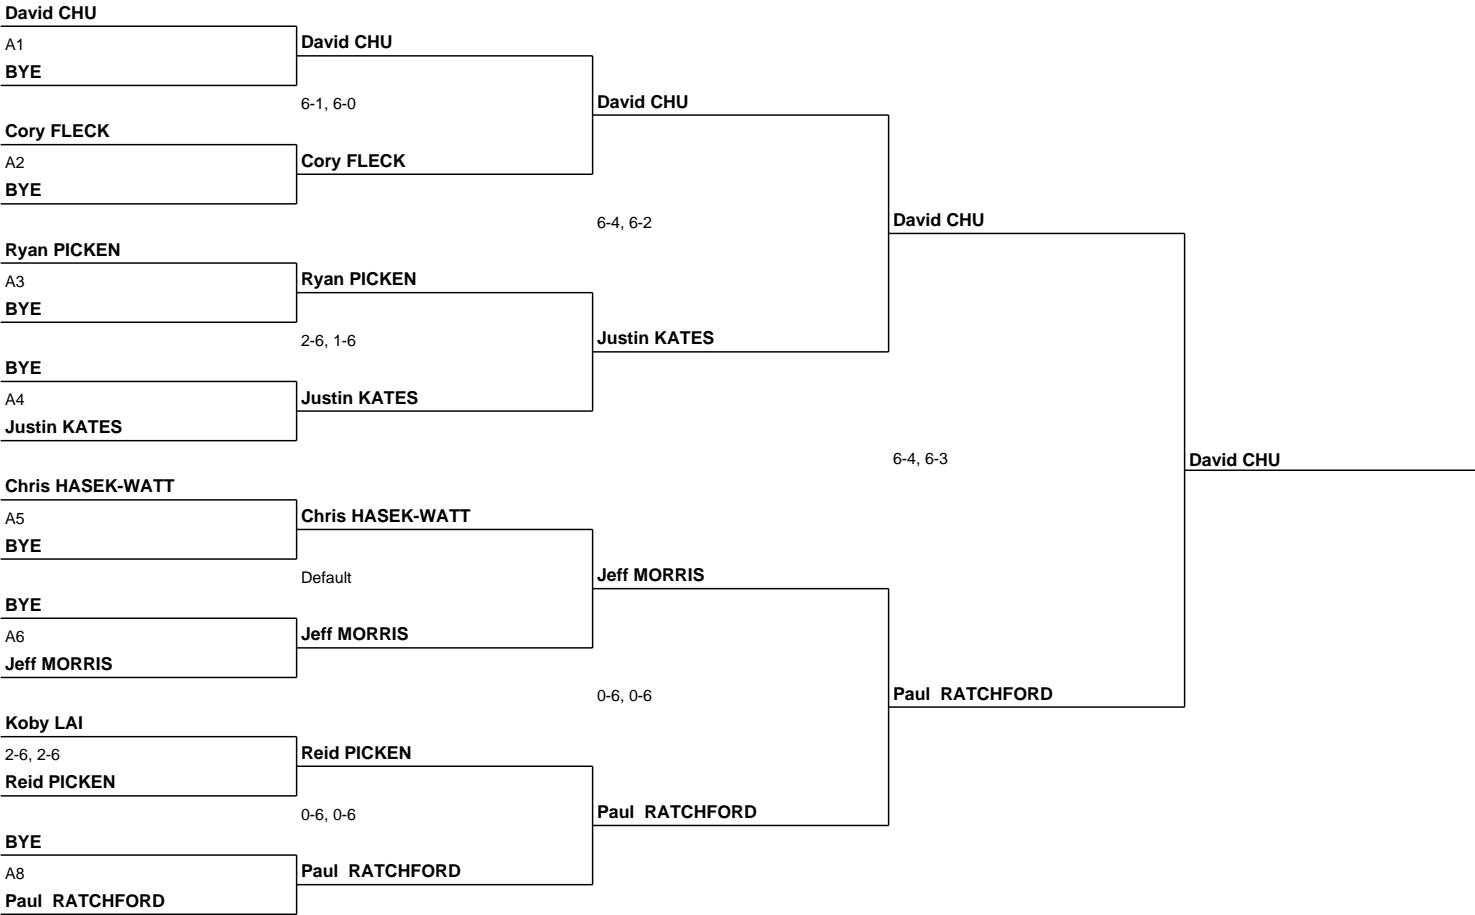 David CHU
A1
BYE
Cory FLECK
A2
BYE
Ryan PICKEN
A3
BYE
BYE
A4
Justin KATES
Chris HASEK-WATT
A5
BYE
BYE
A6
Jeff MORRIS
Koby LAI
2-6, 2-6
Reid PICKEN
BYE
A8
Paul RATCHFORD
David CHU
6-1, 6-0
Cory FLECK
Ryan PICKEN
2-6, 1-6
Justin KATES
Chris HASEK-WATT
Default
Jeff MORRIS
Reid PICKEN
0-6, 0-6
Paul RATCHFORD
David CHU
6-4, 6-2
Justin KATES
Jeff MORRIS
0-6, 0-6
Paul RATCHFORD
David CHU
6-4, 6-3
Paul RATCHFORD
David CHU